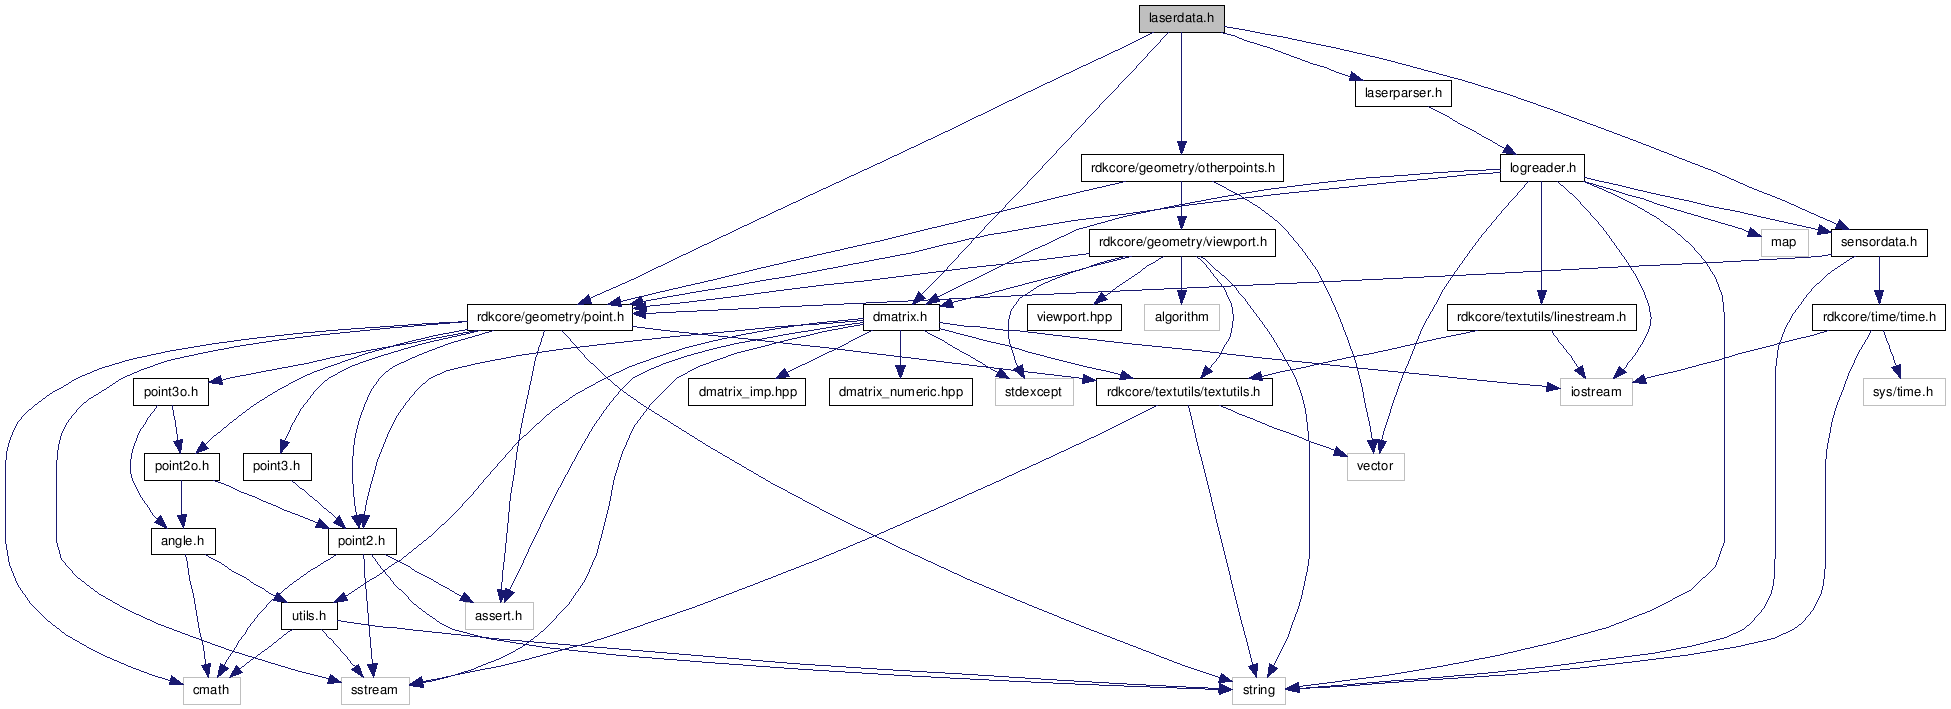 laserdata.h
laserparser.h
rdkcore/geometry/otherpoints.h
logreader.h
rdkcore/geometry/viewport.h
map
sensordata.h
rdkcore/geometry/point.h
dmatrix.h
viewport.hpp
algorithm
rdkcore/textutils/linestream.h
rdkcore/time/time.h
point3o.h
dmatrix_imp.hpp
dmatrix_numeric.hpp
stdexcept
rdkcore/textutils/textutils.h
iostream
sys/time.h
point2o.h
point3.h
vector
angle.h
point2.h
utils.h
assert.h
cmath
sstream
string